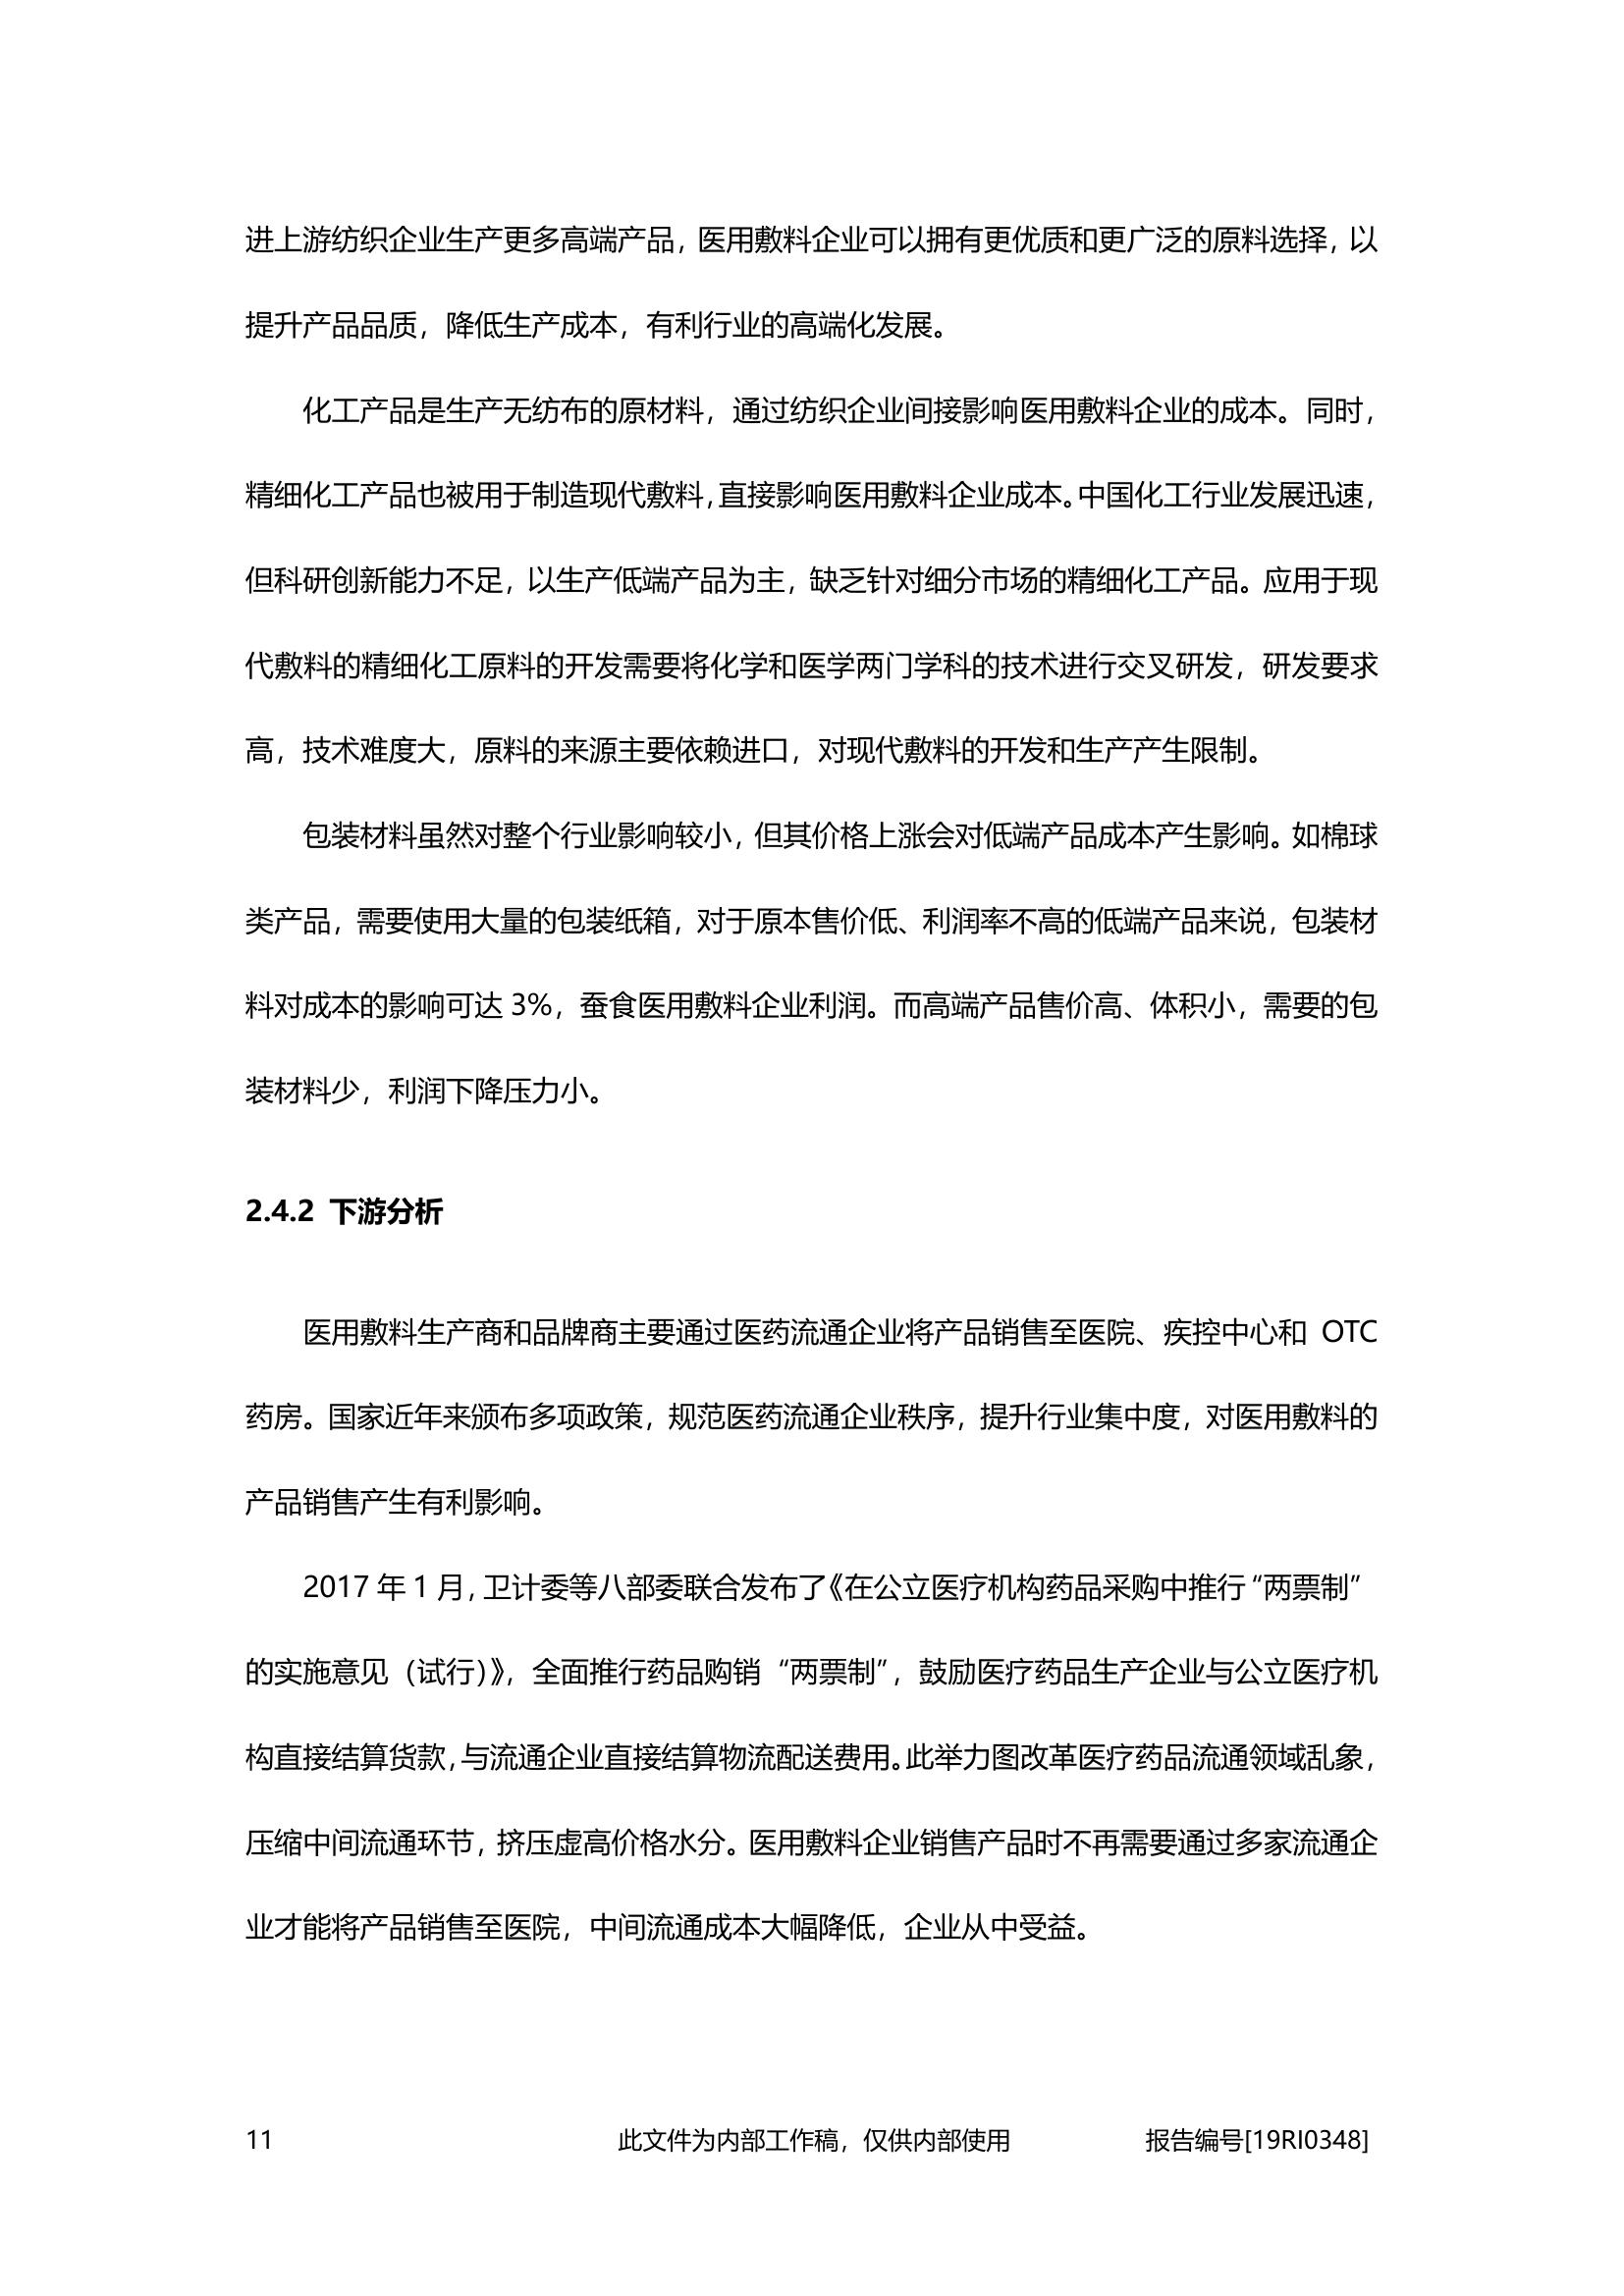 进上游纺织企业生产更多高端产品，医用敷料企业可以拥有更优质和更广泛的原料选择，以
提升产品品质，降低生产成本，有利行业的高端化发展。
化工产品是生产无纺布的原材料，通过纺织企业间接影响医用敷料企业的成本。同时，
精细化工产品也被用于制造现代敷料，直接影响医用敷料企业成本。中国化工行业发展迅速，
但科研创新能力不足，以生产低端产品为主，缺乏针对细分市场的精细化工产品。应用于现
代敷料的精细化工原料的开发需要将化学和医学两门学科的技术进行交叉研发，研发要求
高，技术难度大，原料的来源主要依赖进口，对现代敷料的开发和生产产生限制。
包装材料虽然对整个行业影响较小，但其价格上涨会对低端产品成本产生影响。如棉球
类产品，需要使用大量的包装纸箱，对于原本售价低、利润率不高的低端产品来说，包装材
料对成本的影响可达 3%，蚕食医用敷料企业利润。而高端产品售价高、体积小，需要的包
装材料少，利润下降压力小。
2.4.2 下游分析
医用敷料生产商和品牌商主要通过医药流通企业将产品销售至医院、疾控中心和 OTC
药房。国家近年来颁布多项政策，规范医药流通企业秩序，提升行业集中度，对医用敷料的
产品销售产生有利影响。
2017 年 1 月，卫计委等八部委联合发布了《在公立医疗机构药品采购中推行“两票制”
的实施意见（试行）》，全面推行药品购销“两票制”，鼓励医疗药品生产企业与公立医疗机
构直接结算货款，与流通企业直接结算物流配送费用。此举力图改革医疗药品流通领域乱象，
压缩中间流通环节，挤压虚高价格水分。医用敷料企业销售产品时不再需要通过多家流通企
业才能将产品销售至医院，中间流通成本大幅降低，企业从中受益。
11 此文件为内部工作稿，仅供内部使用 报告编号[19RI0348]